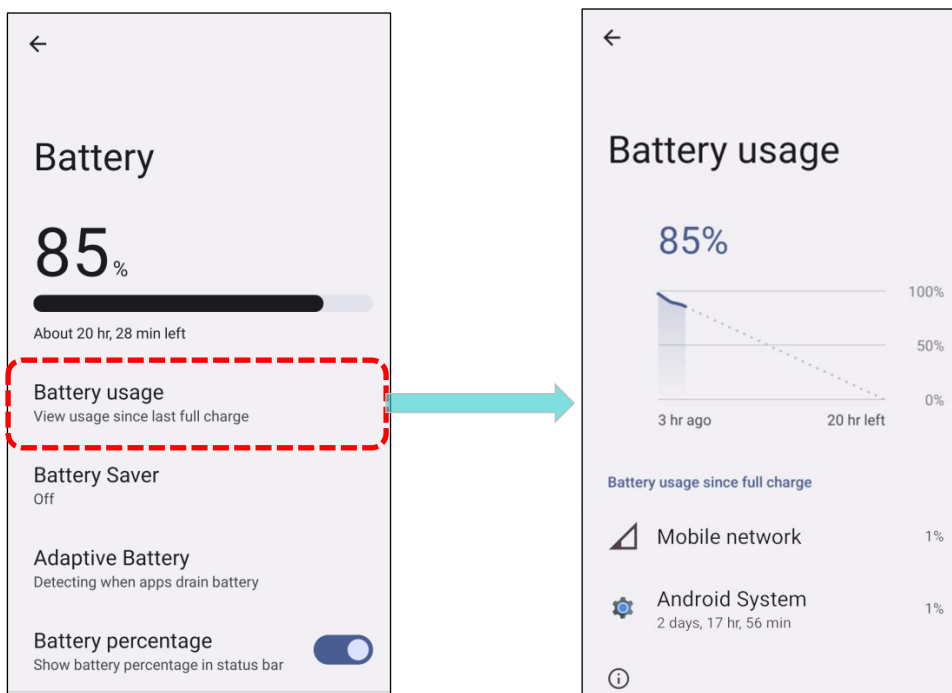 Battery
85%
About 20 hr, 28 min left
Battery usage
View usage since last full charge
Battery Saver
Off
Adaptive Battery
Detecting when apps drain battery
Battery percentage
Show battery percentage in status bar
Battery usage
85%
100%
50%
0%
3 hr ago 20 hr left
Battery usage since full charge
Mobile network 1%
Android System 1%
2 days, 17 hr, 56 min